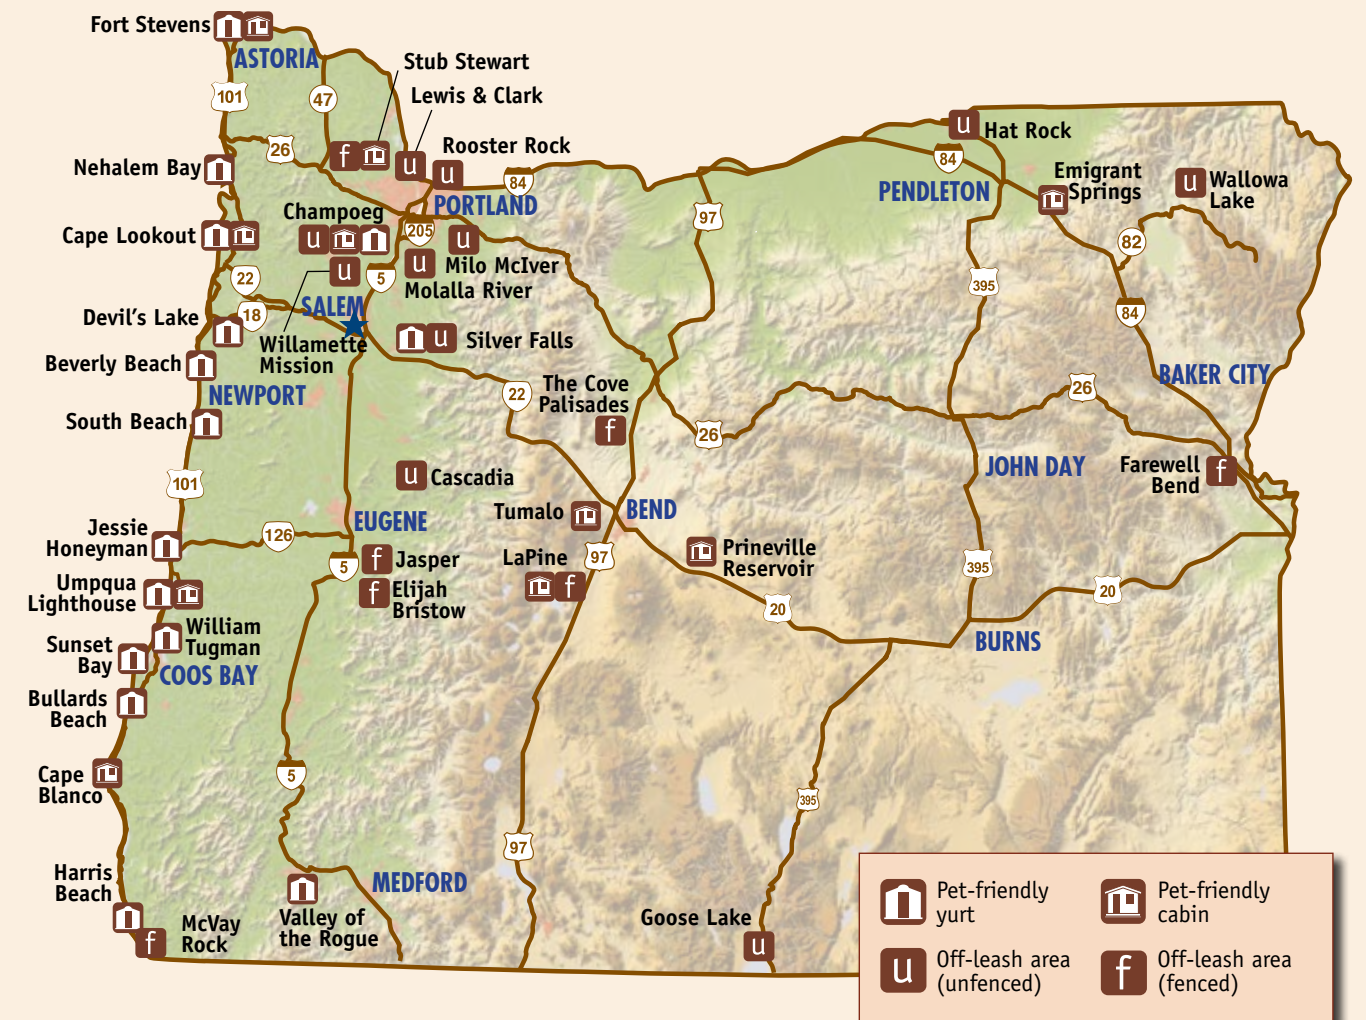 Fort Stevens
ASTORIA
Stub Stewart
101
47
Lewis & Clark
26
f
u
Rooster Rock
u
84
Nehalem Bay
PORTLAND
Hat Rock
u
84
PENDLETON
Emigrant
Springs
u
Wallowa
Lake
97
Champoeg
u
205
u
Cape Lookout
82
Milo McIver
u
Molalla River
u
5
22
395
SALEM
18
84
Devil's Lake
Willamette
Mission
u
Silver Falls
Beverly Beach
NEWPORT
22
The Cove
Palisades
f
26
BAKER CITY
South Beach
26
JOHN DAY
Farewell
Bend
f
u
Cascadia
101
Tumalo
BEND
EUGENE
Jessie
Honeyman
126
5
f
Jasper
LaPine
f
97
Prineville
Reservoir
395
Umpqua
Lighthouse
f
Elijah
Bristow
20
20
William
Tugman
Sunset
Bay
COOS BAY
BURNS
Bullards
Beach
Cape
Blanco
5
395
97
Harris
Beach
MEDFORD
McVay
Rock
f
Valley of
the Rogue
Goose Lake
u
Pet-friendly
yurt
Pet-friendly
cabin
u
Off-leash area
(unfenced)
f
Off-leash area
(fenced)